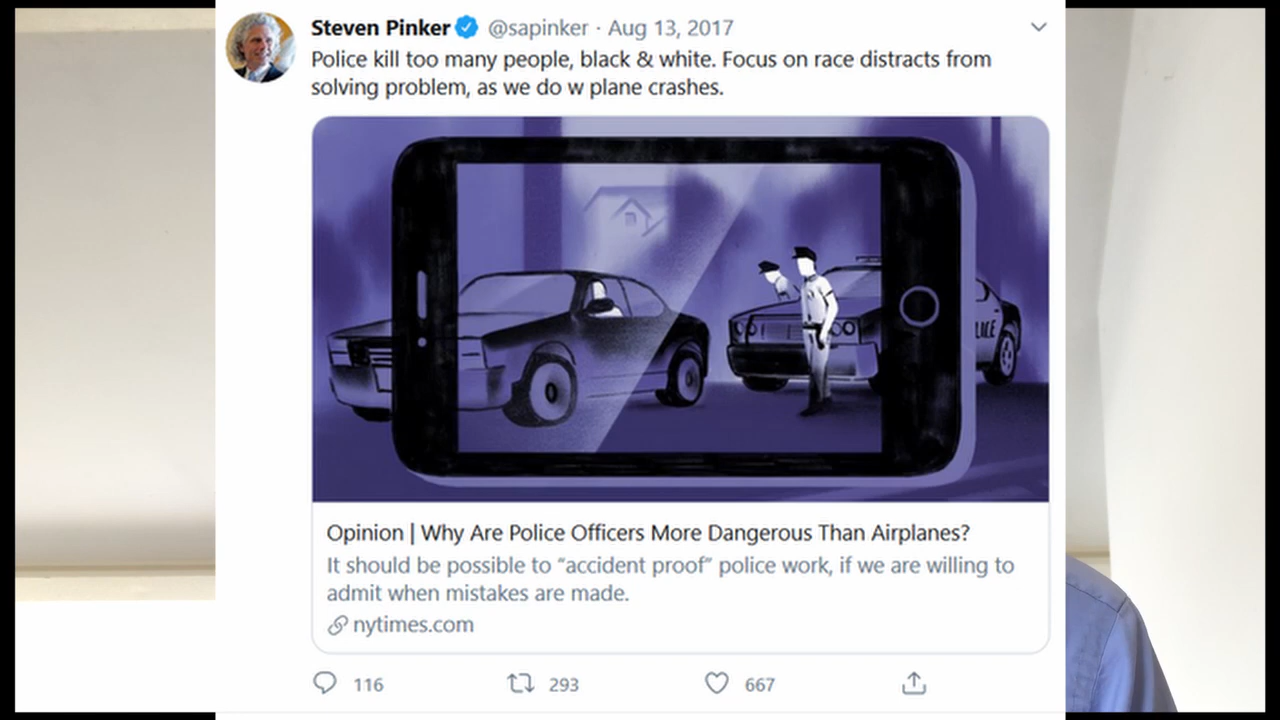 Steven Pinker @sapinker · Aug 13, 2017
Police kill too many people, black & white. Focus on race distracts from
solving problem, as we do w plane crashes.
LICE
Opinion | Why Are Police Officers More Dangerous Than Airplanes?
It should be possible to “accident proof” police work, if we are willing to
admit when mistakes are made.
nytimes.com
116 293 667